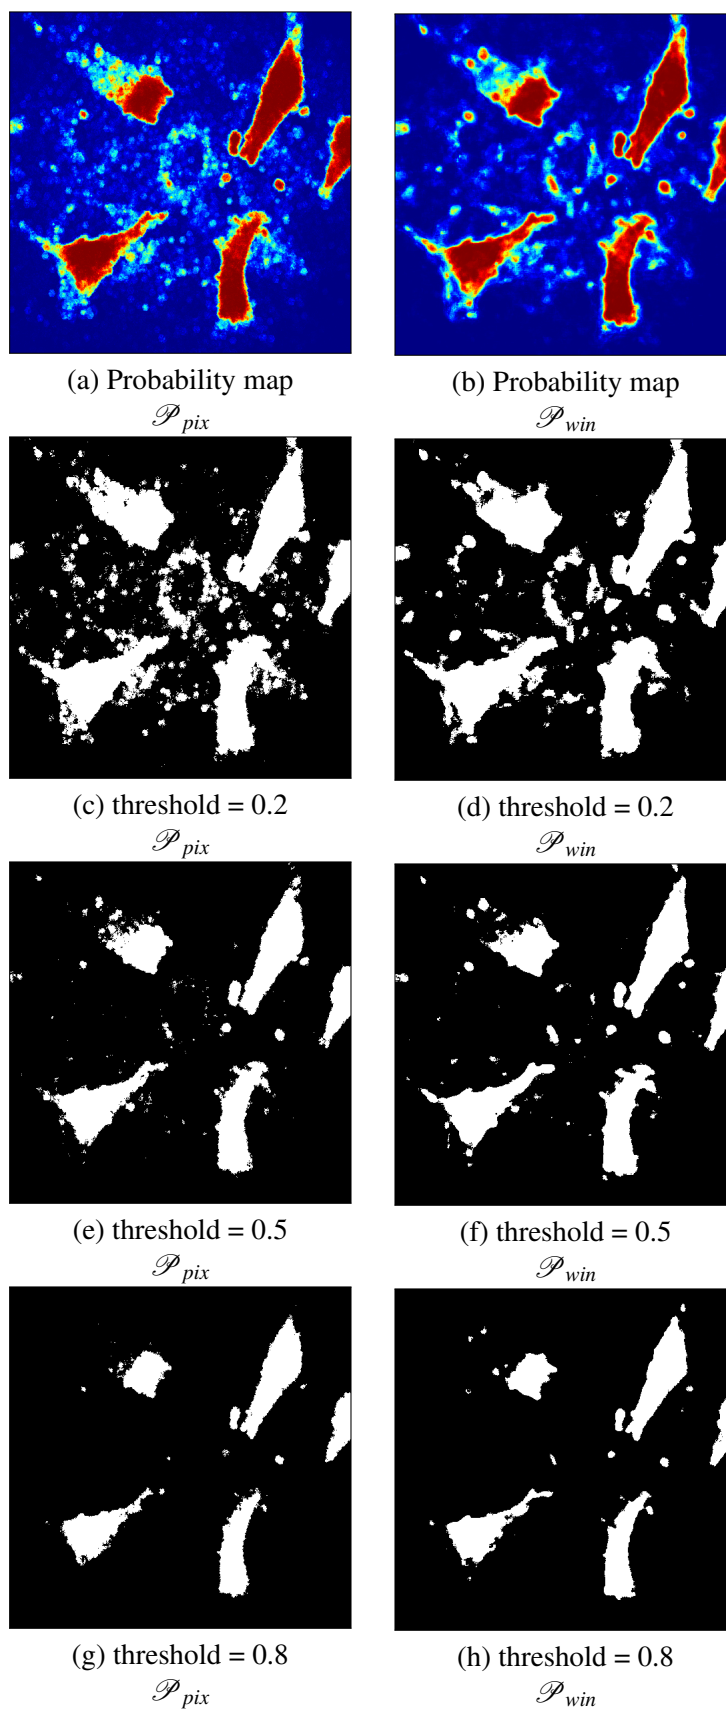 (a) Probability map
𝒫pix
(b) Probability map
𝒫win
(c) threshold = 0.2
𝒫pix
(d) threshold = 0.2
𝒫win
(e) threshold = 0.5
𝒫pix
(f) threshold = 0.5
𝒫win
(g) threshold = 0.8
𝒫pix
(h) threshold = 0.8
𝒫win